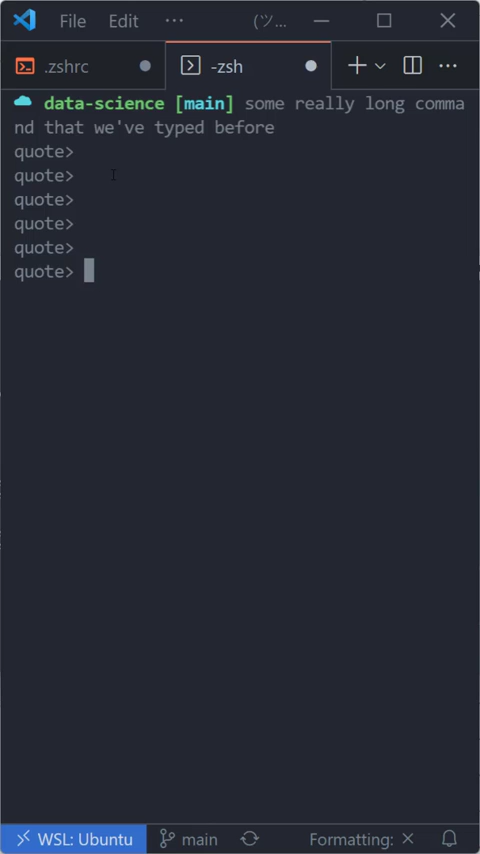 File Edit ··· (ツ...
.zshrc -zsh
data-science [main] some really long comma
nd that we've typed before
quote>
quote>
quote>
quote>
quote>
quote>
WSL: Ubuntu main Formatting: ×